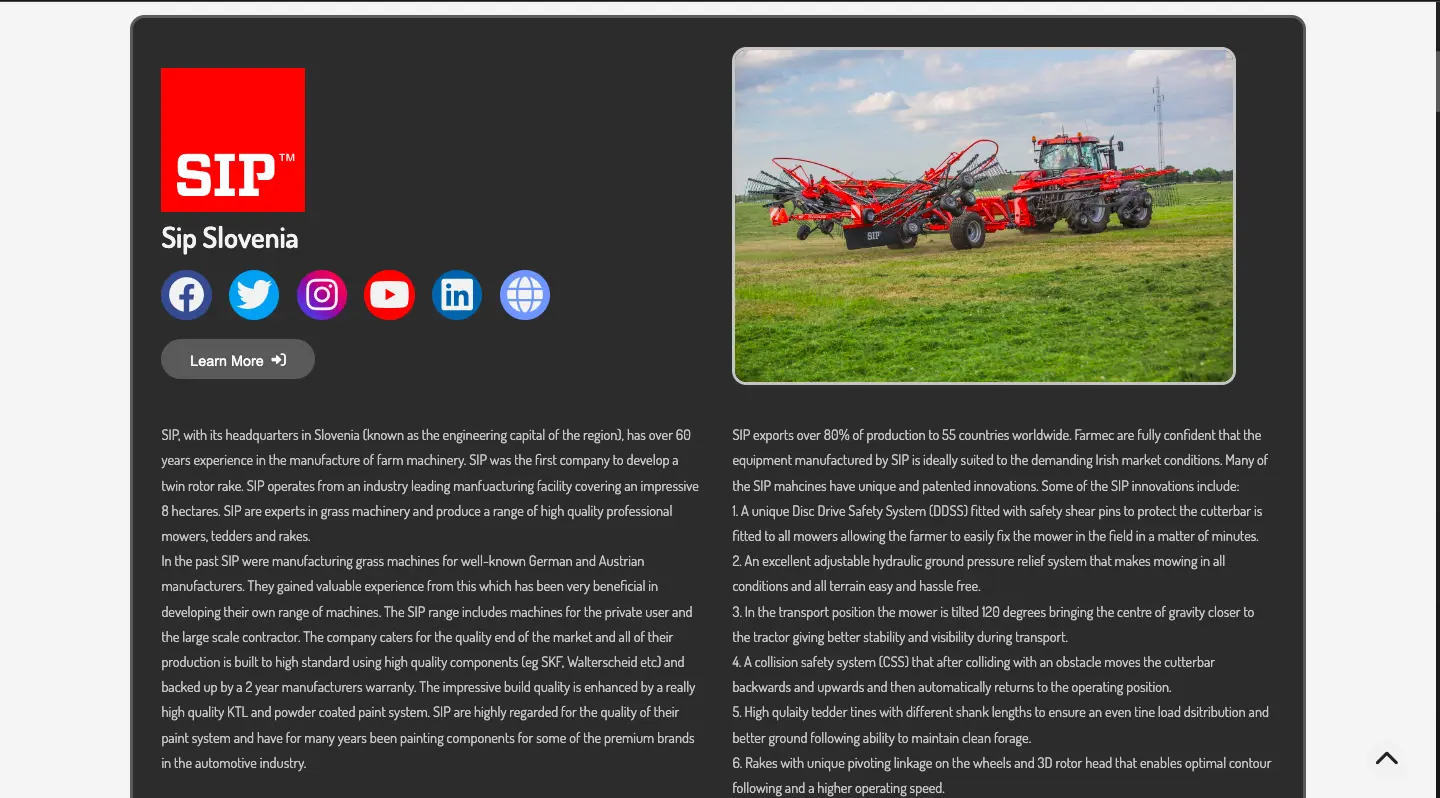 SIP™
Sip Slovenia
Learn More
SIP
SIP, with its headquarters in Slovenia (known as the engineering capital of the region), has over 60
years experience in the manufacture of farm machinery. SIP was the first company to develop a
twin rotor rake. SIP operates from an industry leading manfuacturing facility covering an impressive
8 hectares. SIP are experts in grass machinery and produce a range of high quality professional
mowers, tedders and rakes.
In the past SIP were manufacturing grass machines for well-known German and Austrian
manufacturers. They gained valuable experience from this which has been very beneficial in
developing their own range of machines. The SIP range includes machines for the private user and
the large scale contractor. The company caters for the quality end of the market and all of their
production is built to high standard using high quality components (eg SKF, Walterscheid etc) and
backed up by a 2 year manufacturers warranty. The impressive build quality is enhanced by a really
high quality KTL and powder coated paint system. SIP are highly regarded for the quality of their
paint system and have for many years been painting components for some of the premium brands
in the automotive industry.
SIP exports over 80% of production to 55 countries worldwide. Farmec are fully confident that the
equipment manufactured by SIP is ideally suited to the demanding Irish market conditions. Many of
the SIP mahcines have unique and patented innovations. Some of the SIP innovations include:
1. A unique Disc Drive Safety System (DDSS) fitted with safety shear pins to protect the cutterbar is
fitted to all mowers allowing the farmer to easily fix the mower in the field in a matter of minutes.
2. An excellent adjustable hydraulic ground pressure relief system that makes mowing in all
conditions and all terrain easy and hassle free.
3. In the transport position the mower is tilted 120 degrees bringing the centre of gravity closer to
the tractor giving better stability and visibility during transport.
4. A collision safety system (CSS) that after colliding with an obstacle moves the cutterbar
backwards and upwards and then automatically returns to the operating position.
5. High qulaity tedder tines with different shank lengths to ensure an even tine load dsitribution and
better ground following ability to maintain clean forage.
6. Rakes with unique pivoting linkage on the wheels and 3D rotor head that enables optimal contour
following and a higher operating speed.